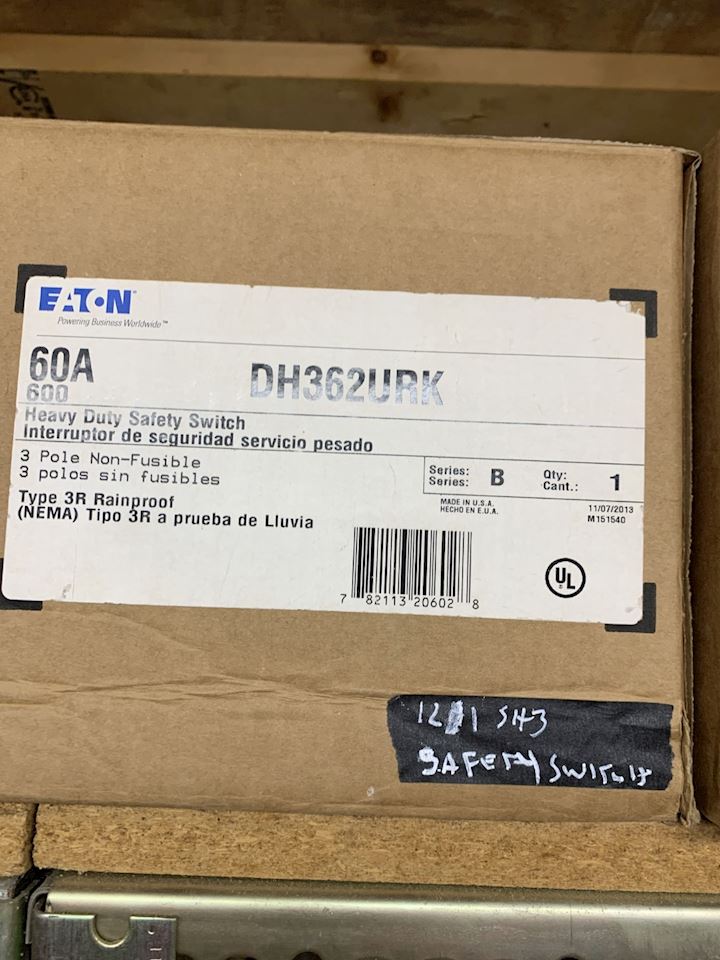 EATON
Powering Business Worldwide™
60A
600
DH362URK
Heavy Duty Safety Switch
Interruptor de seguridad servicio pesado
3 Pole Non-Fusible
3 polos sin fusibles
Type 3R Rainproof
(NEMA) Tipo 3R a prueba de Lluvia
Series: B Qty: 1
Series: Cant.:
MADE IN U.S.A.
HECHO EN E.U.A.
11/07/2013
M151540
UL
7 82113 20602 8
SH3
SAFETY SWITCH